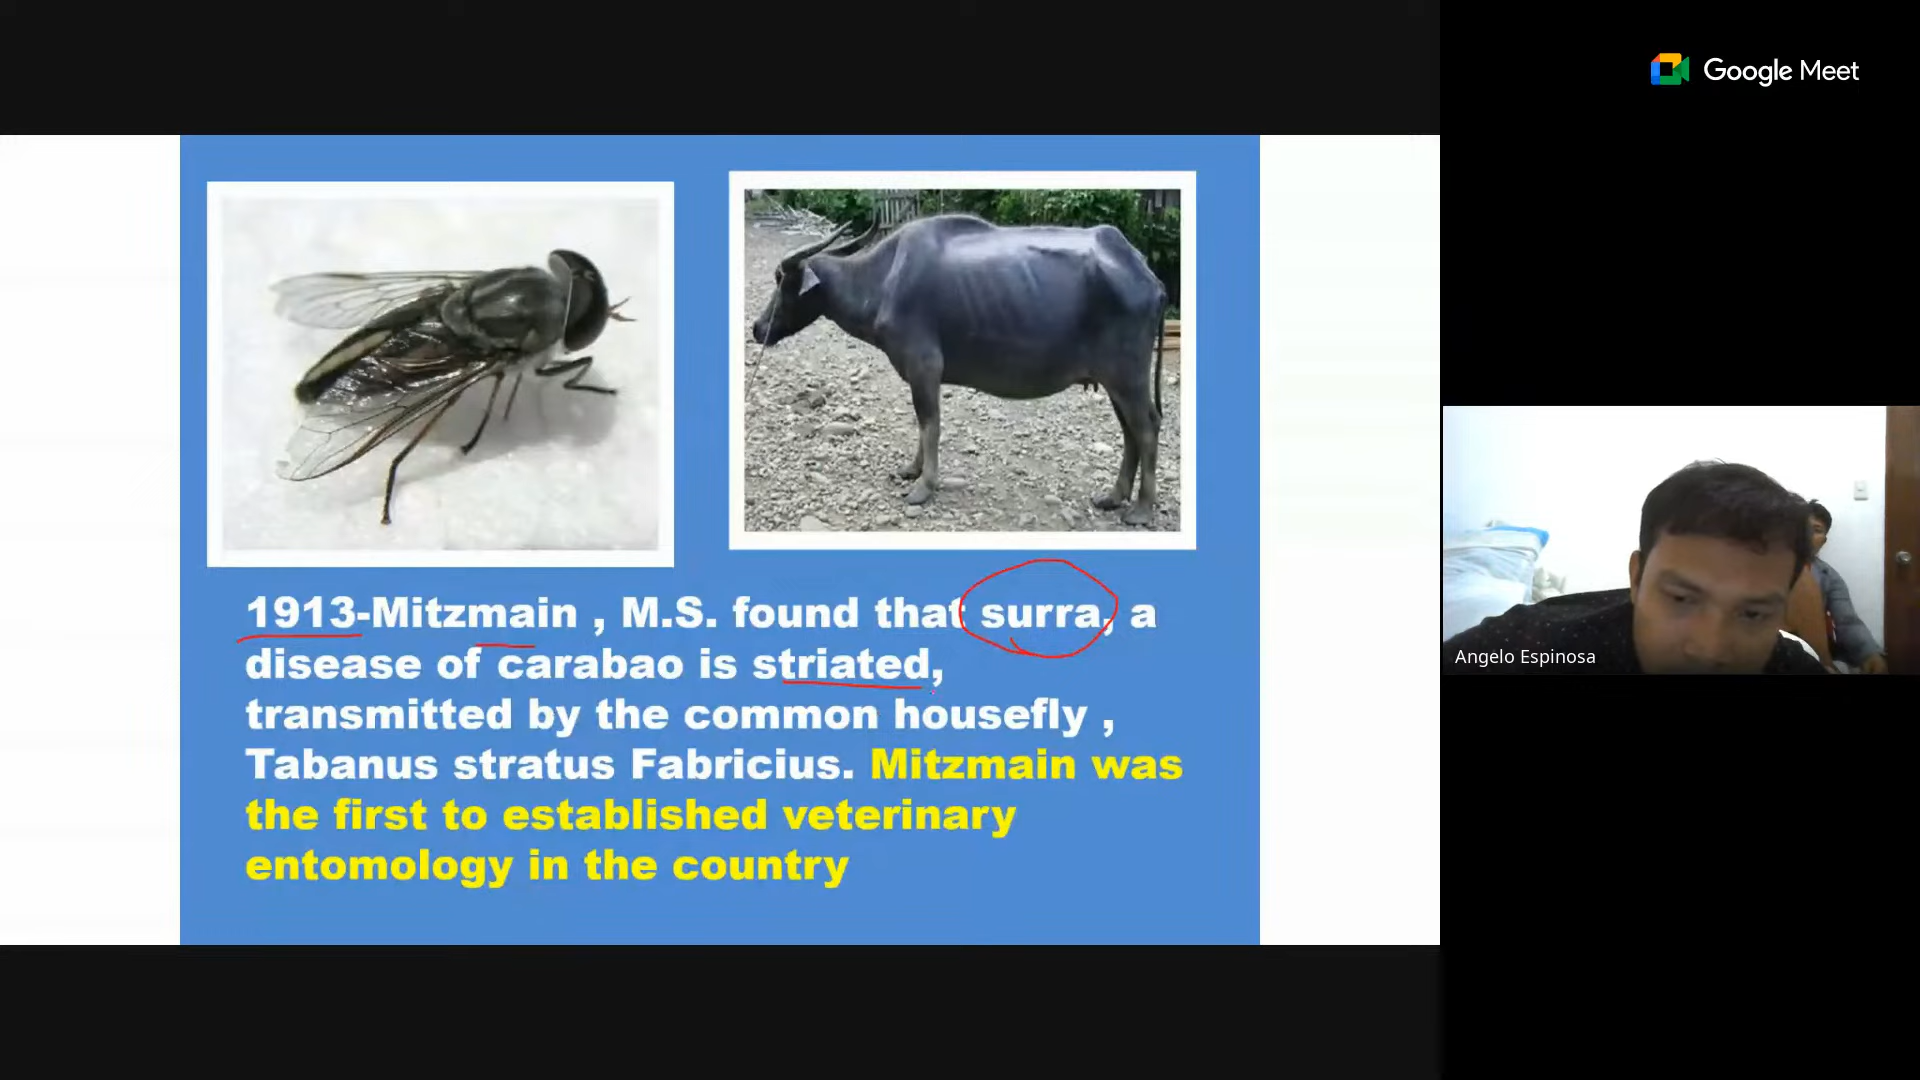 Google Meet
1913-Mitzmain , M.S. found that surra, a
disease of carabao is striated,
transmitted by the common housefly ,
Tabanus stratus Fabricius. Mitzmain was
the first to established veterinary
entomology in the country
Angelo Espinosa